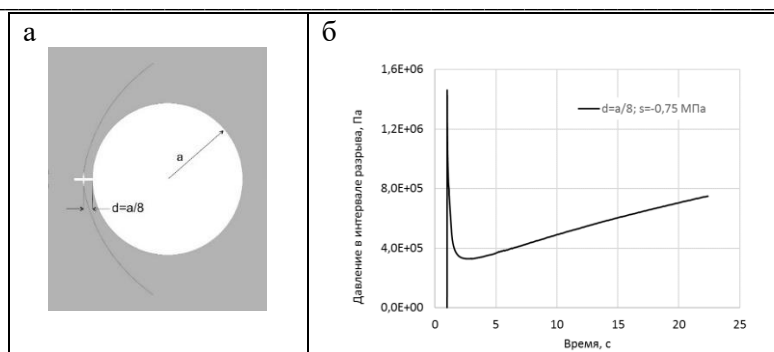 а
a
d=a/8
б
Давление в интервале разрыва, Па
1,6E+06
1,2E+06
8,0E+05
4,0E+05
0,0E+00
d=a/8; s=-0,75 МПа
0 5 10 15 20 25
Время, с